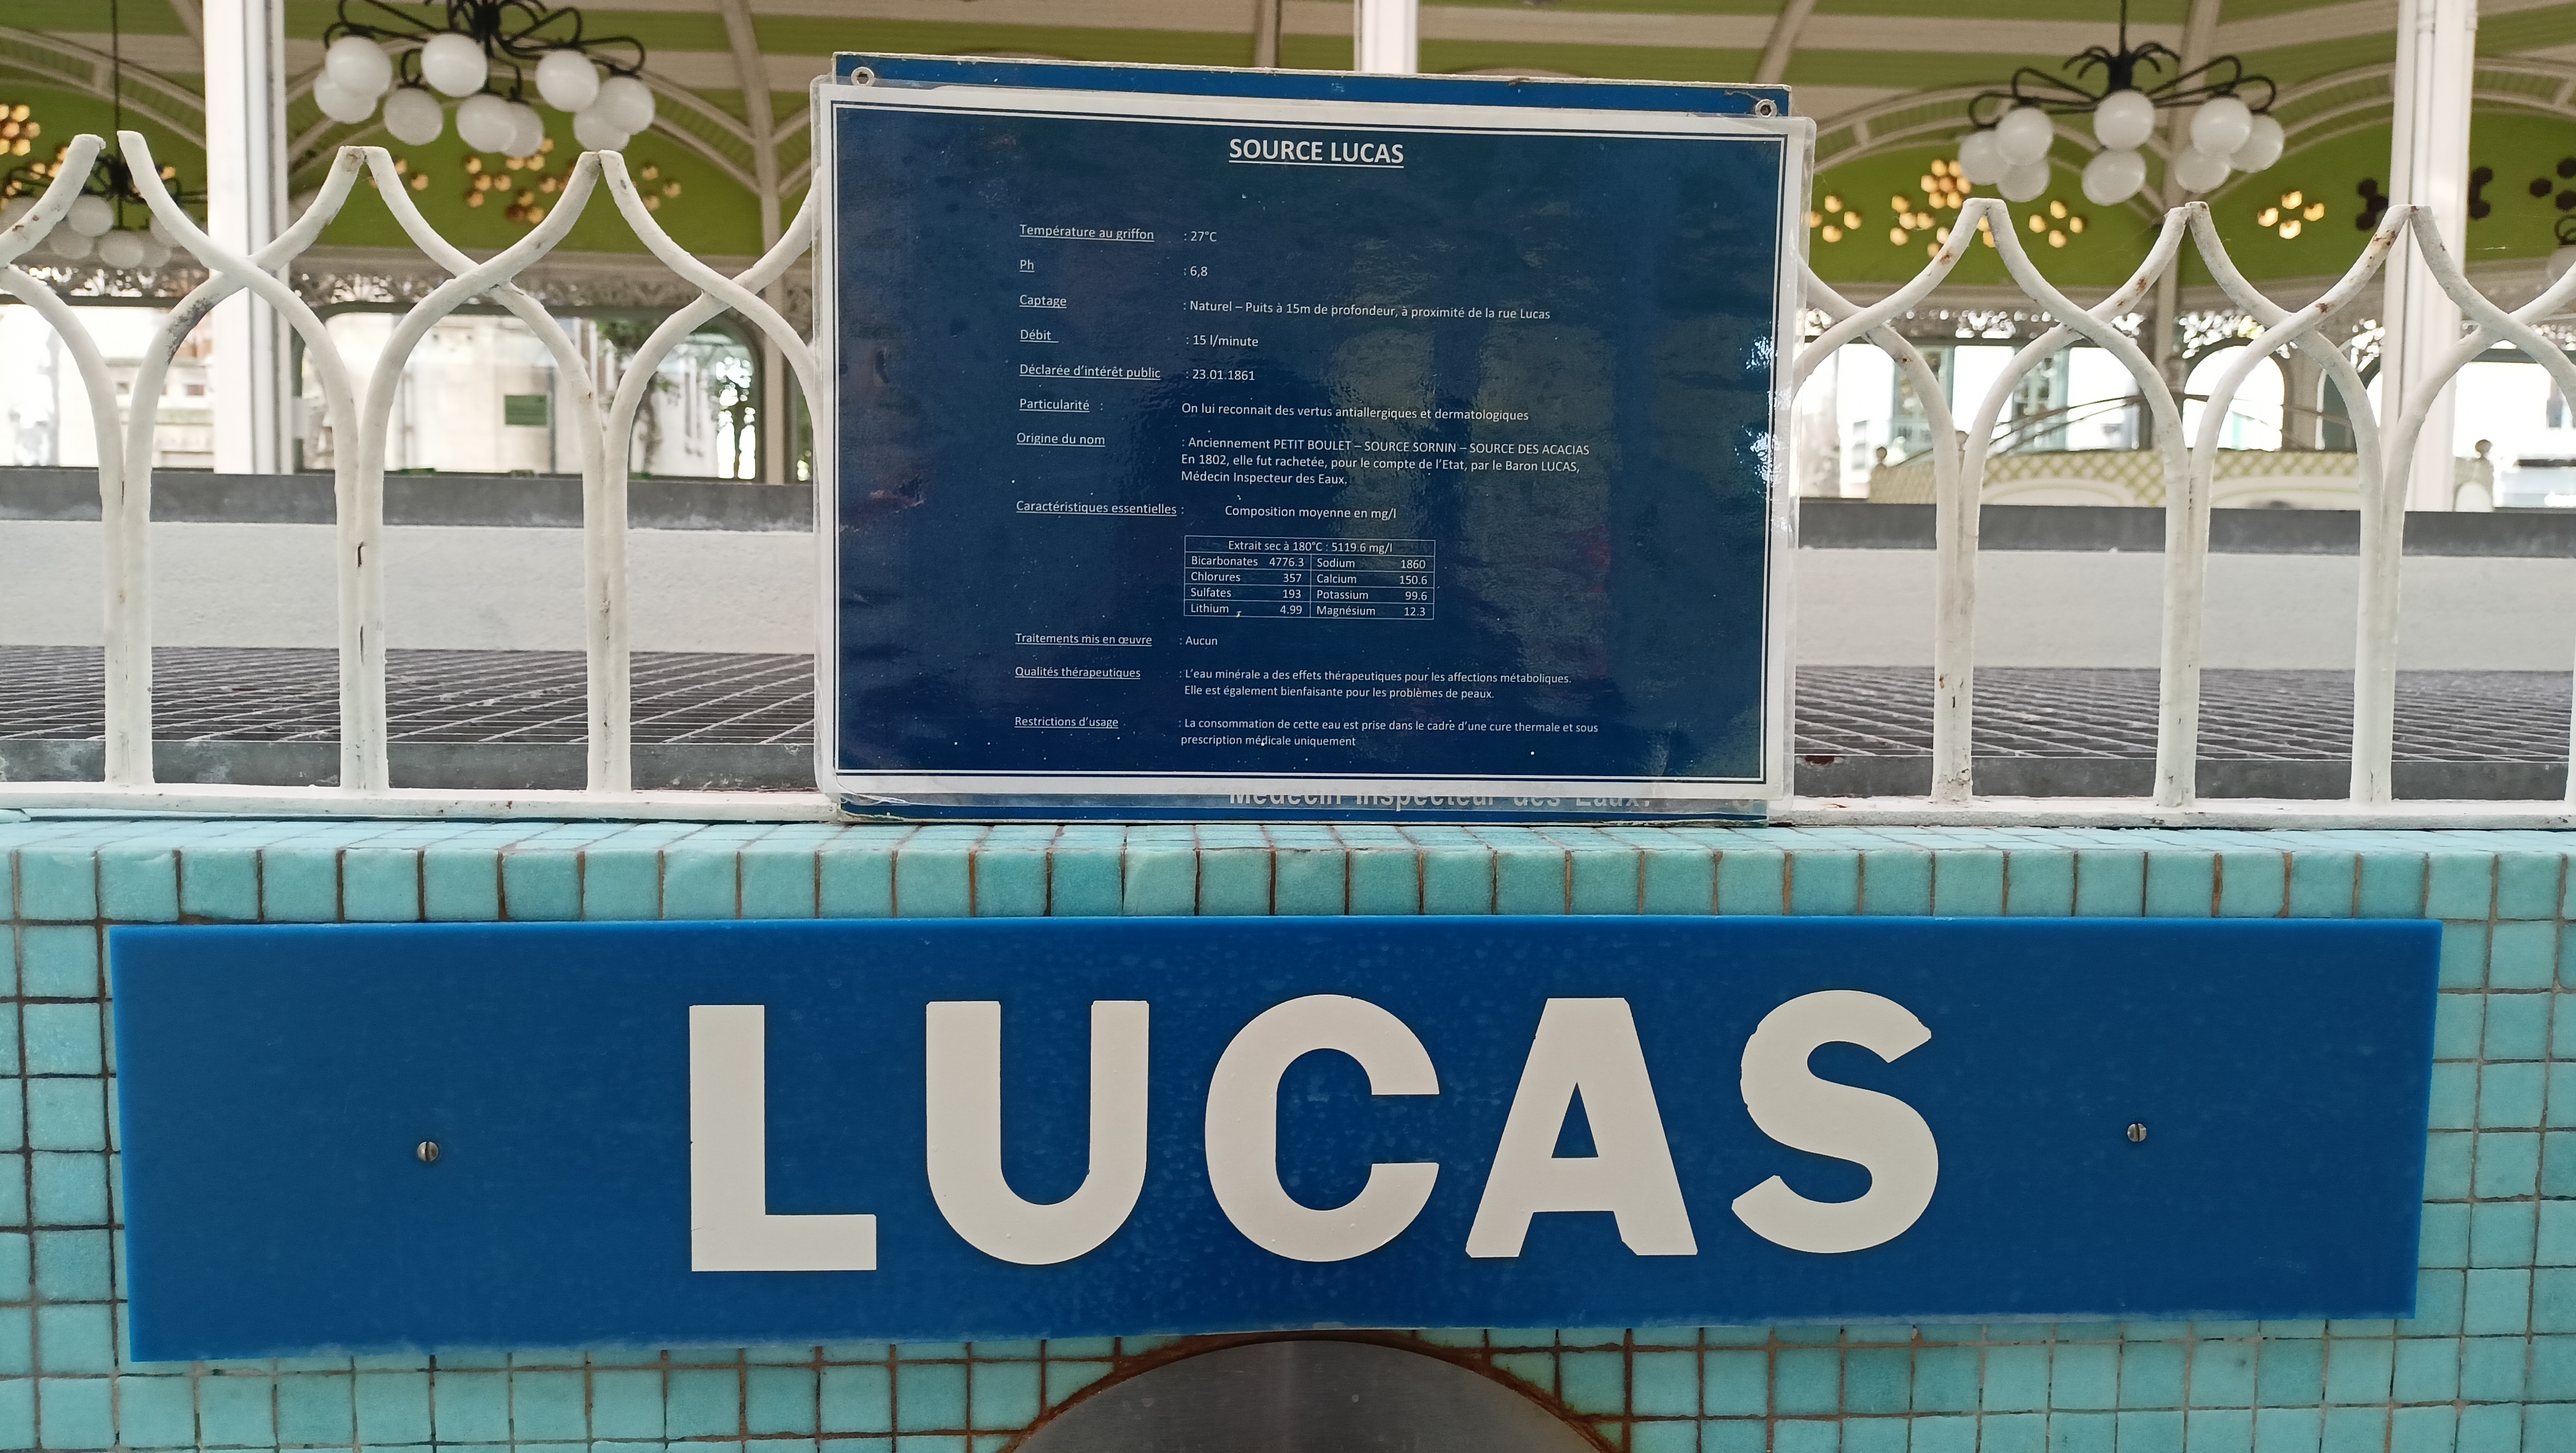 SOURCE LUCAS
Température au griffon : 27°C
Ph : 6,8
Captage : Naturel – Puits à 15m de profondeur, à proximité de la rue Lucas
Débit : 15 l/minute
Déclarée d'intérêt public : 23.01.1861
Particularité : On lui reconnait des vertus antiallergiques et dermatologiques
Origine du nom : Anciennement PETIT BOULET – SOURCE SORNIN – SOURCE DES ACACIAS
En 1802, elle fut rachetée, pour le compte de l'Etat, par le Baron LUCAS,
Médecin Inspecteur des Eaux.
Caractéristiques essentielles : Composition moyenne en mg/l
Extrait sec à 180°C : 5119.6 mg/l
Bicarbonates 4776.3 Sodium 1860
Chlorures 357 Calcium 150.6
Sulfates 193 Potassium 99.6
Lithium 4.99 Magnésium 12.3
Traitements mis en œuvre : Aucun
Qualités thérapeutiques : L'eau minérale a des effets thérapeutiques pour les affections métaboliques.
Elle est également bienfaisante pour les problèmes de peaux.
Restrictions d'usage : La consommation de cette eau est prise dans le cadre d'une cure thermale et sous
prescription médicale uniquement
Médecin Inspecteur des Eaux.
LUCAS